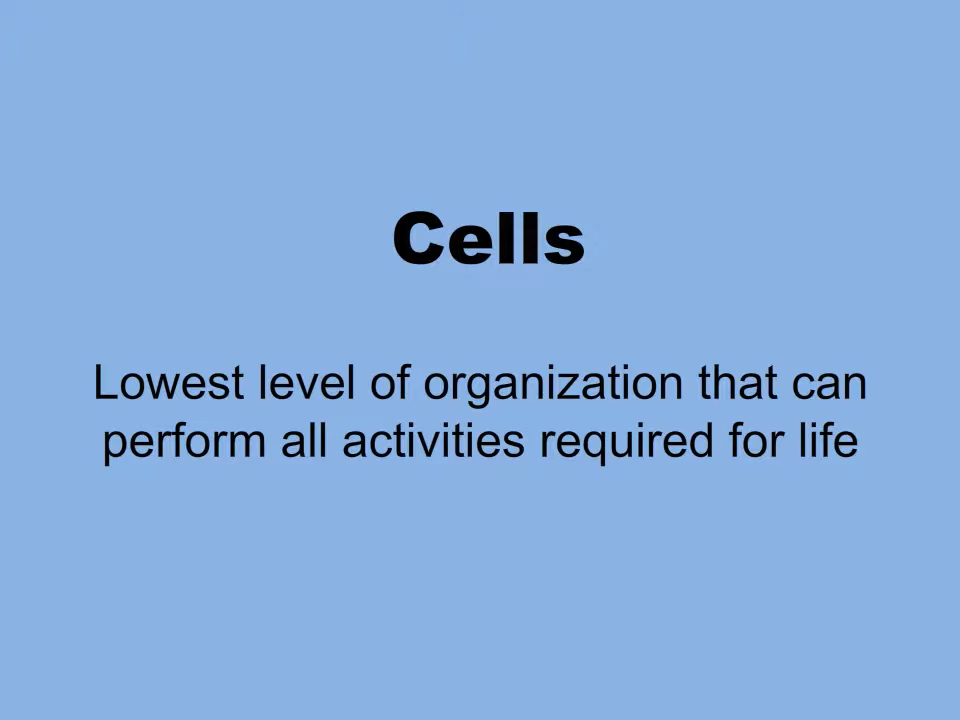 Cells
Lowest level of organization that can
perform all activities required for life